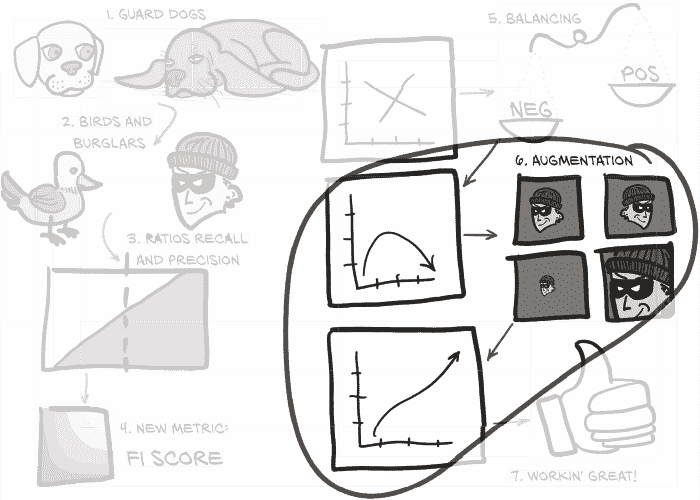 1. GUARD DOGS
2. BIRDS AND
BURGLARS
3. RATIOS RECALL
AND PRECISION
4. NEW METRIC:
F1 SCORE
5. BALANCING
NEG
POS
6. AUGMENTATION
7. WORKIN' GREAT!